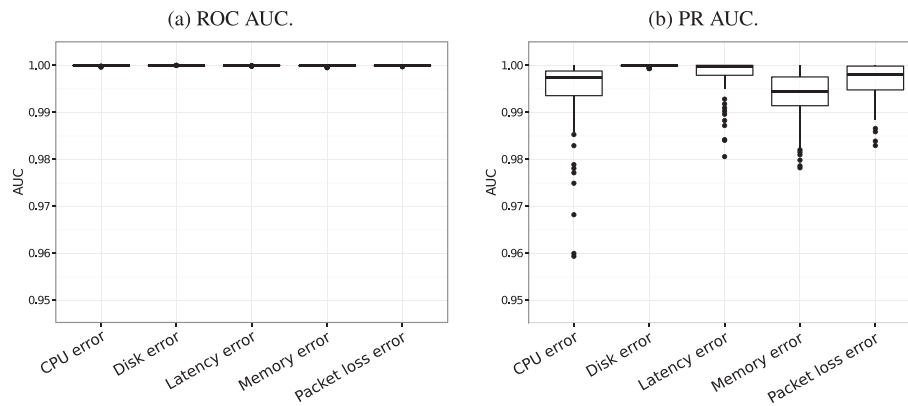 (a) ROC AUC.
1.00
0.99
0.98
0.97
0.96
0.95
AUC
CPU error
Disk error
Latency error
Memory error
Packet loss error
(b) PR AUC.
1.00
0.99
0.98
0.97
0.96
0.95
AUC
CPU error
Disk error
Latency error
Memory error
Packet loss error